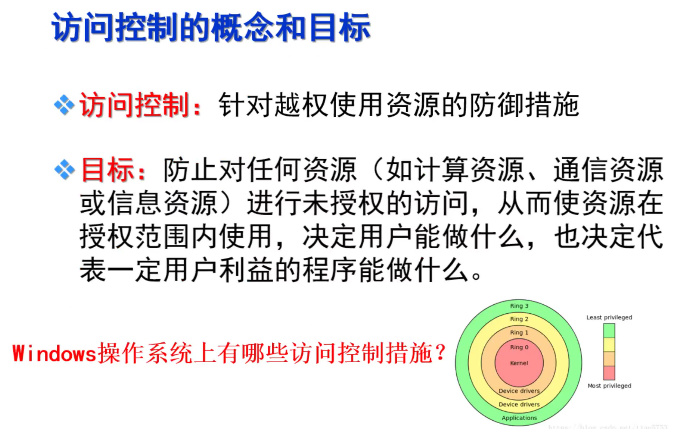 访问控制的概念和目标
访问控制：针对越权使用资源的防御措施
目标：防止对任何资源（如计算资源、通信资源
或信息资源）进行未授权的访问，从而使资源在
授权范围内使用，决定用户能做什么，也决定代
表一定用户利益的程序能做什么。
Windows操作系统上有哪些访问控制措施？
Ring 3
Ring 2
Ring 1
Ring 0
Kernel
Device drivers
Device drivers
Applications
Least privileged
Most privileged